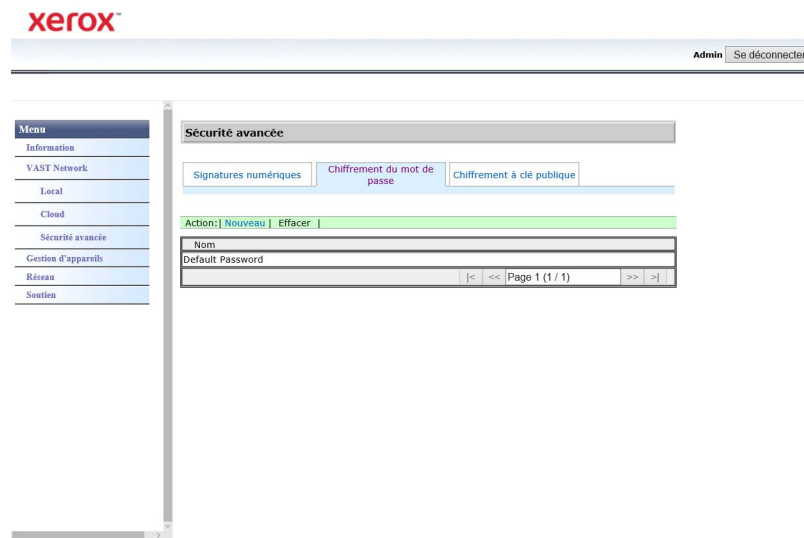 xerox™
Admin Se déconnecter
Menu
Information
VAST Network
Local
Cloud
Sécurité avancée
Gestion d'appareils
Réseau
Soutien
Sécurité avancée
Signatures numériques
Chiffrement du mot de
passe
Chiffrement à clé publique
Action:| Nouveau | Effacer |
Nom
Default Password
|< << Page 1 (1 / 1) >> >|